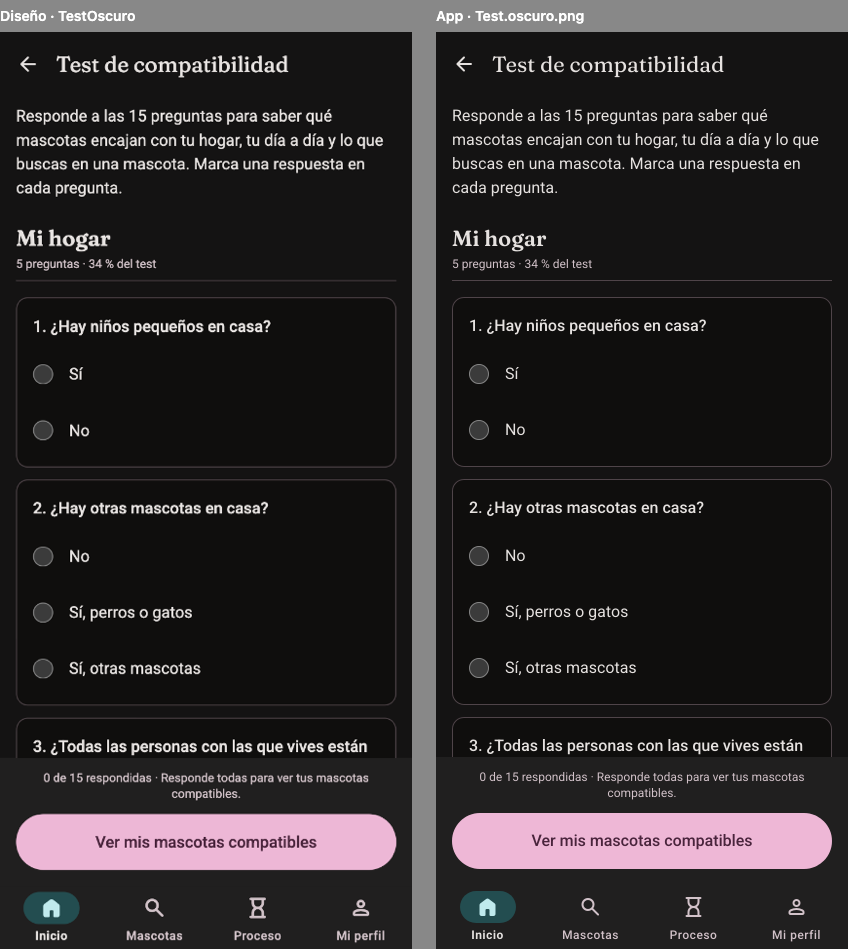 Diseño · TestOscuro
Test de compatibilidad
Responde a las 15 preguntas para saber qué
mascotas encajan con tu hogar, tu día a día y lo que
buscas en una mascota. Marca una respuesta en
cada pregunta.
Mi hogar
5 preguntas · 34 % del test
1. ¿Hay niños pequeños en casa?
Sí
No
2. ¿Hay otras mascotas en casa?
No
Sí, perros o gatos
Sí, otras mascotas
3. ¿Todas las personas con las que vives están
0 de 15 respondidas · Responde todas para ver tus mascotas
compatibles.
Ver mis mascotas compatibles
Inicio Mascotas Proceso Mi perfil
App · Test.oscuro.png
Test de compatibilidad
Responde a las 15 preguntas para saber qué
mascotas encajan con tu hogar, tu día a día y lo que
buscas en una mascota. Marca una respuesta en
cada pregunta.
Mi hogar
5 preguntas · 34 % del test
1. ¿Hay niños pequeños en casa?
Sí
No
2. ¿Hay otras mascotas en casa?
No
Sí, perros o gatos
Sí, otras mascotas
3. ¿Todas las personas con las que vives están
0 de 15 respondidas · Responde todas para ver tus mascotas
compatibles.
Ver mis mascotas compatibles
Inicio Mascotas Proceso Mi perfil